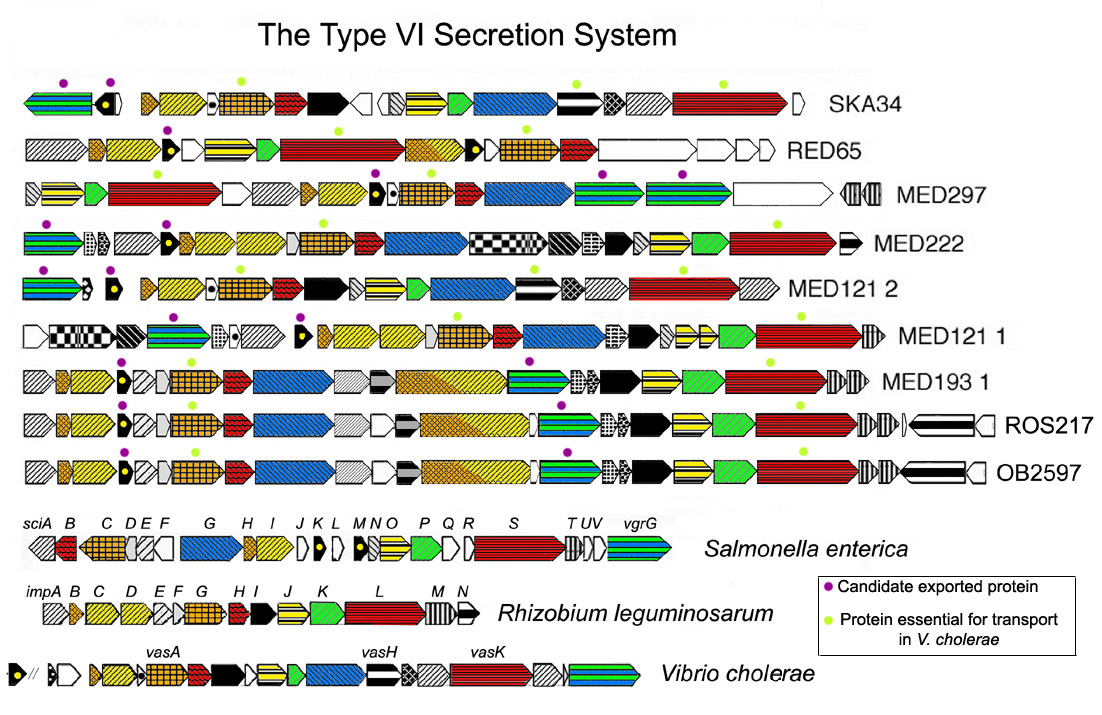 The Type VI Secretion System
SKA34
RED65
MED297
MED222
MED121 2
MED121 1
MED193 1
ROS217
OB2597
sciA B C D E F G H I J K L M N O P Q R S T U V vgrG
Salmonella enterica
impA B C D E F G H I J K L M N
Rhizobium leguminosarum
Candidate exported protein
Protein essential for transport
in V. cholerae
vasA vasH vasK
//
Vibrio cholerae